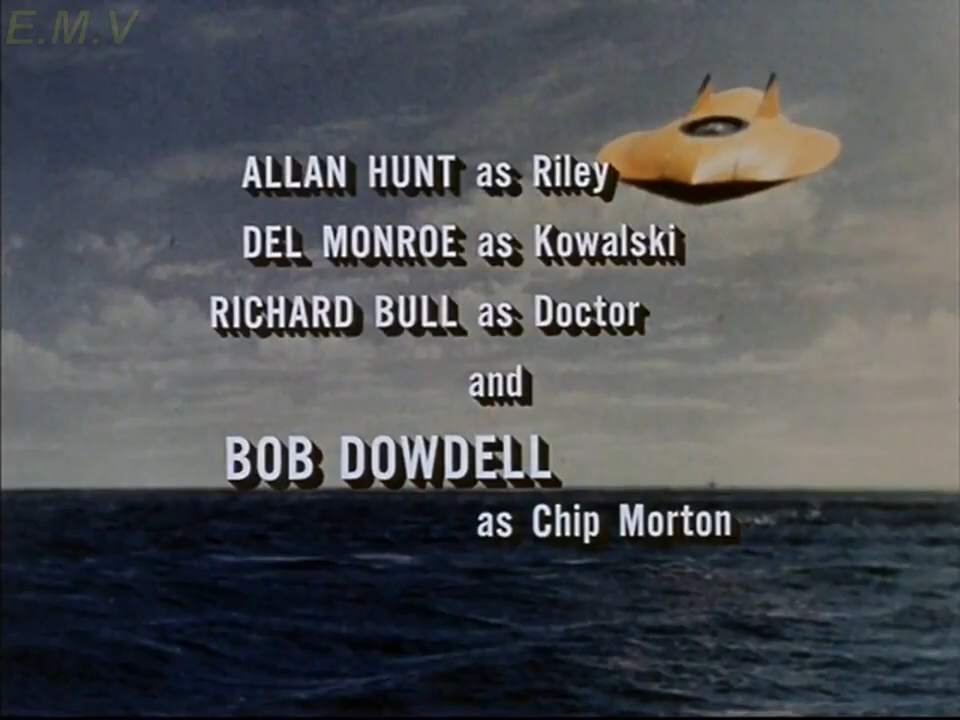 E.M.V
ALLAN HUNT as Riley
DEL MONROE as Kowalski
RICHARD BULL as Doctor
and
BOB DOWDELL
as Chip Morton